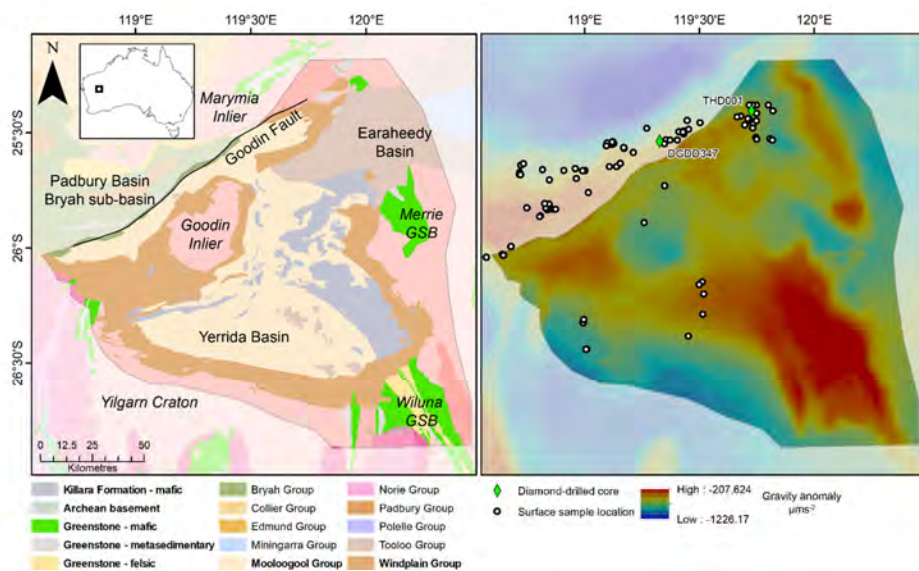 119°0'E
119°30'E
120°E
119°0'E
119°30'E
120°E
N
Marymia
Inlier
Goodin Fault
THD001
25°30'S
Earaheedy
Basin
DGDD347
Padbury Basin
Bryah sub-basin
Goodin
Inlier
Merrie
GSB
26°S
Yerrida Basin
26°30'S
Yilgarn Craton
Wiluna
GSB
0 12.5 25 50
Kilometres
Killara Formation - mafic
Archean basement
Greenstone - mafic
Greenstone - metasedimentary
Greenstone - felsic
Bryah Group
Collier Group
Edmund Group
Miningarra Group
Mooloogool Group
Norie Group
Padbury Group
Polelle Group
Tooloo Group
Windplain Group
Diamond-drilled core
Surface sample location
High : -207.624
Low : -1226.17
Gravity anomaly
μms⁻²